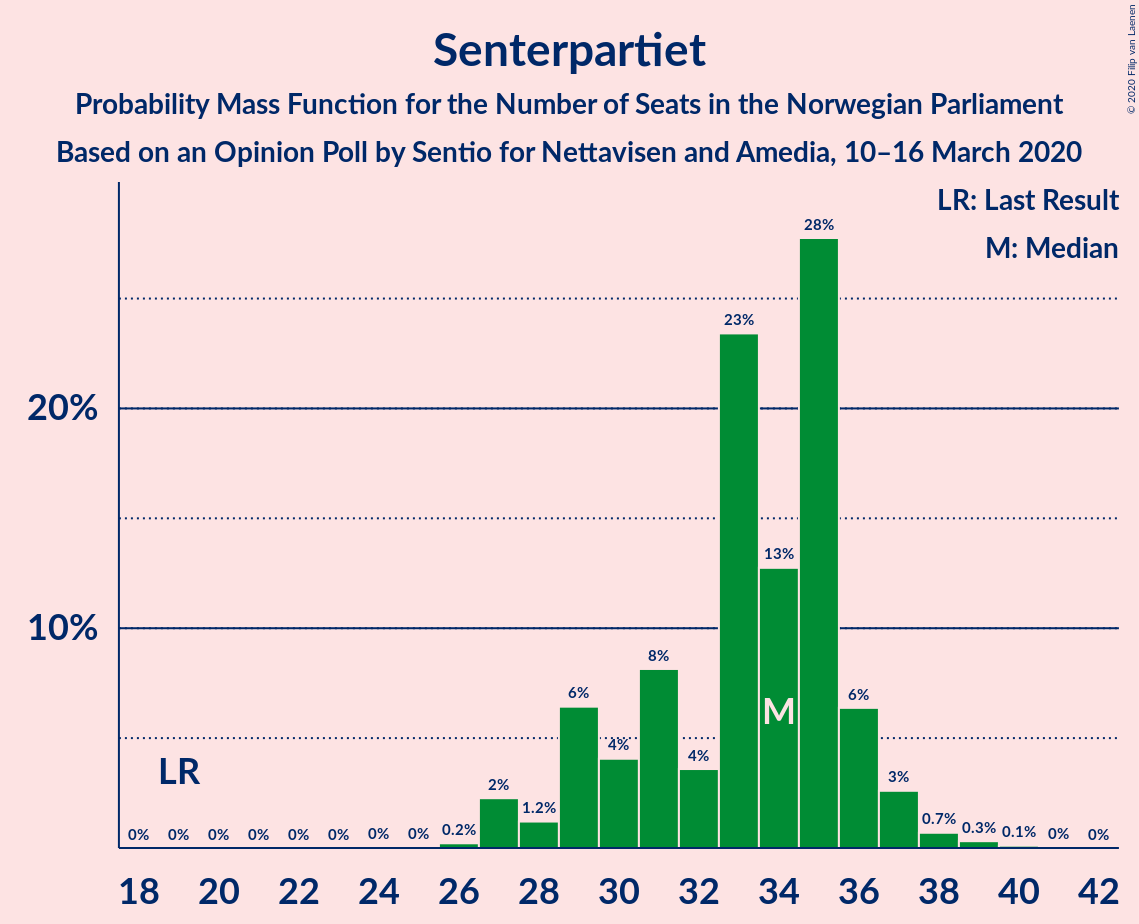 Senterpartiet
Probability Mass Function for the Number of Seats in the Norwegian Parliament
Based on an Opinion Poll by Sentio for Nettavisen and Amedia, 10–16 March 2020
© 2020 Filip van Laenen
LR: Last Result
M: Median
20%
10%
LR
M
0% 0% 0% 0% 0% 0% 0% 0% 0.2% 2% 1.2% 6% 4% 8% 4% 23% 13% 28% 6% 3% 0.7% 0.3% 0.1% 0% 0%
18 20 22 24 26 28 30 32 34 36 38 40 42